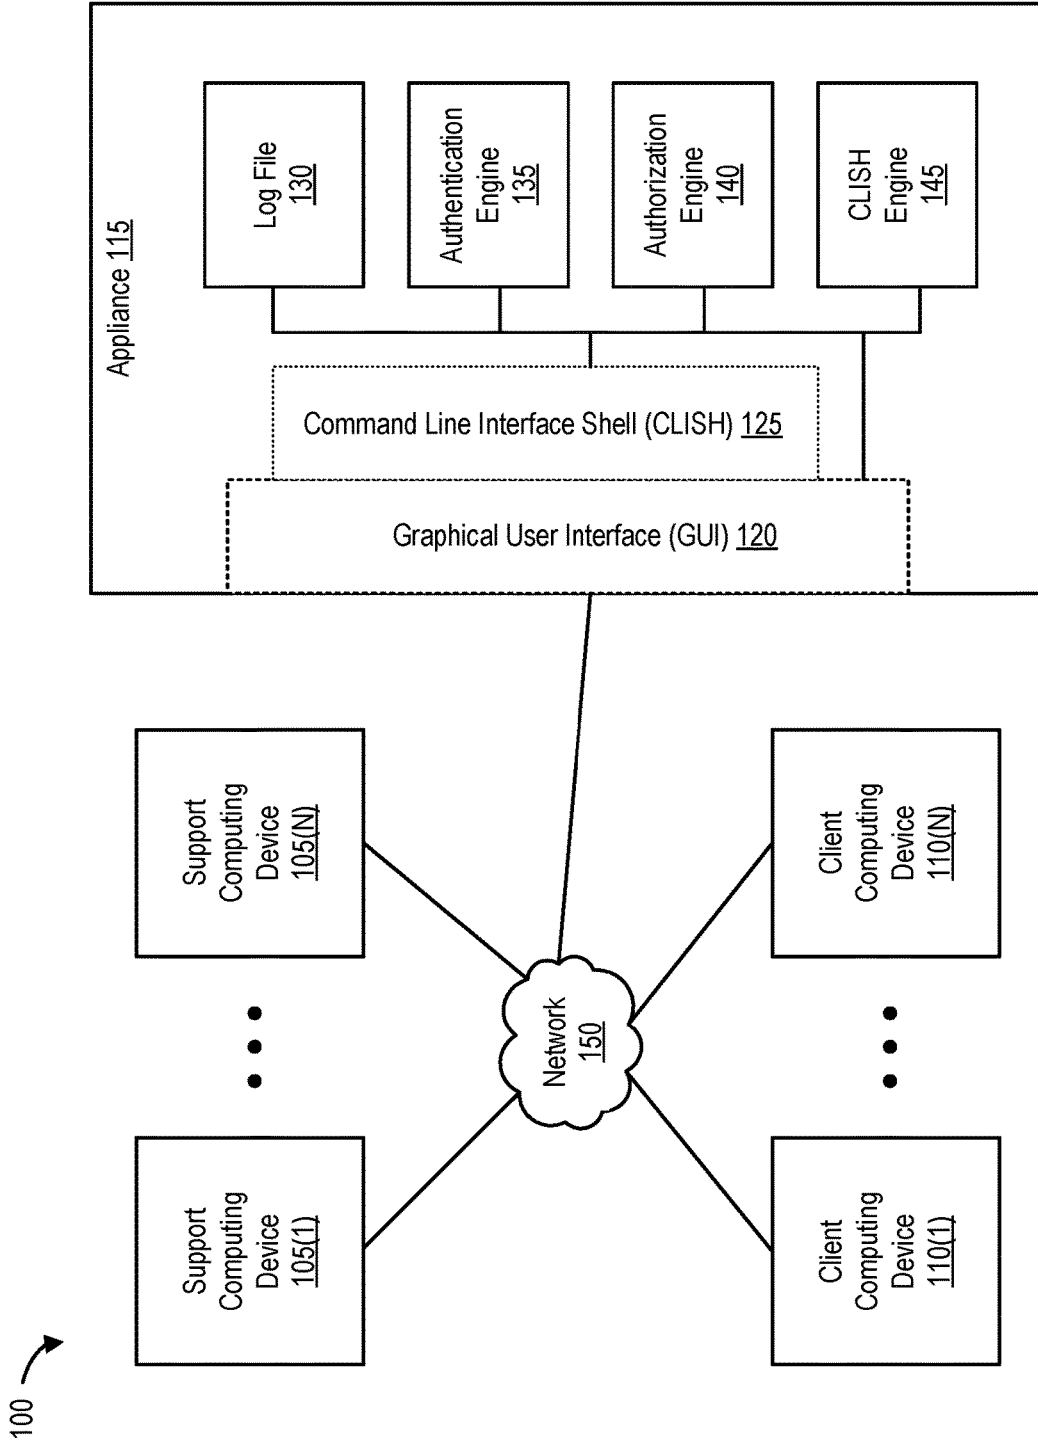 100
Support
Computing
Device
105(1)
Support
Computing
Device
105(N)
Client
Computing
Device
110(1)
Client
Computing
Device
110(N)
Network
150
Appliance 115
Graphical User Interface (GUI) 120
Command Line Interface Shell (CLISH) 125
Log File
130
Authentication
Engine
135
Authorization
Engine
140
CLISH
Engine
145